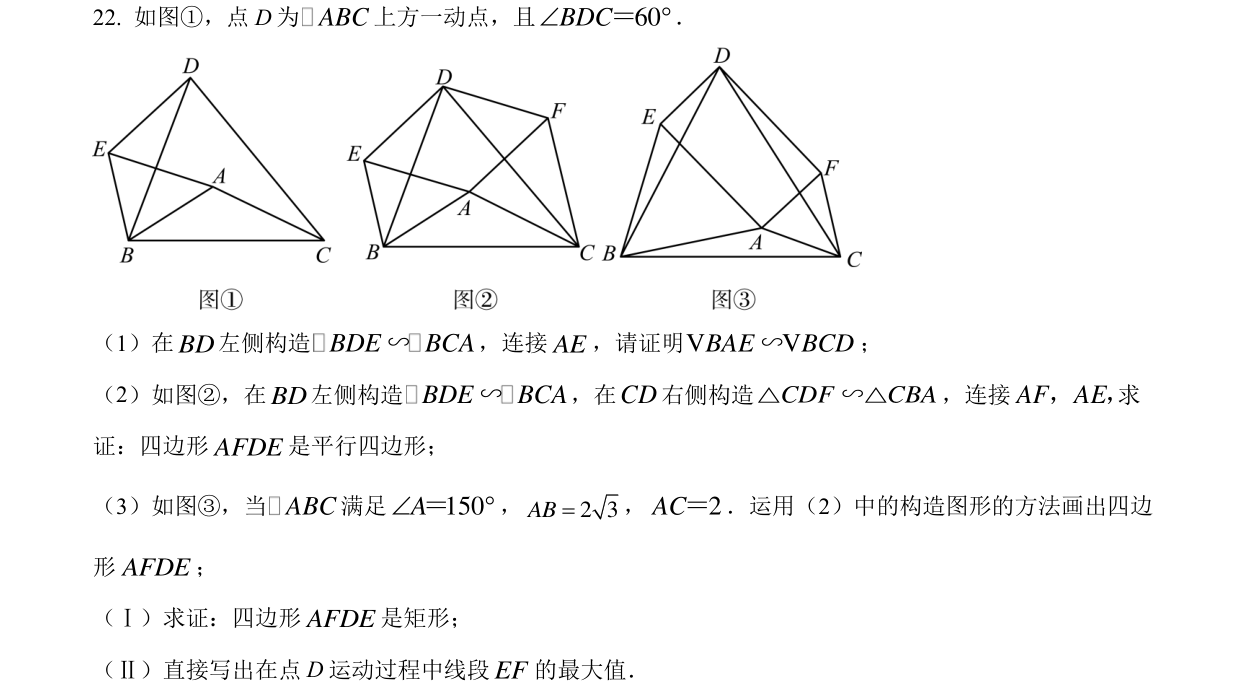 22. 如图①，点 D 为□ABC 上方一动点，且∠BDC=60°．
D
E
A
B
C
D
F
E
A
B
C
D
E
F
A
B
C
图①
图②
图③
（1）在 BD 左侧构造□BDE∽□BCA，连接 AE，请证明VBAE∽VBCD；
（2）如图②，在 BD 左侧构造□BDE∽□BCA，在 CD 右侧构造△CDF∽△CBA，连接 AF，AE,求
证：四边形 AFDE 是平行四边形；
（3）如图③，当□ABC 满足∠A=150°，AB=2√3，AC=2．运用（2）中的构造图形的方法画出四边
形 AFDE；
（Ⅰ）求证：四边形 AFDE 是矩形；
（Ⅱ）直接写出在点 D 运动过程中线段 EF 的最大值．